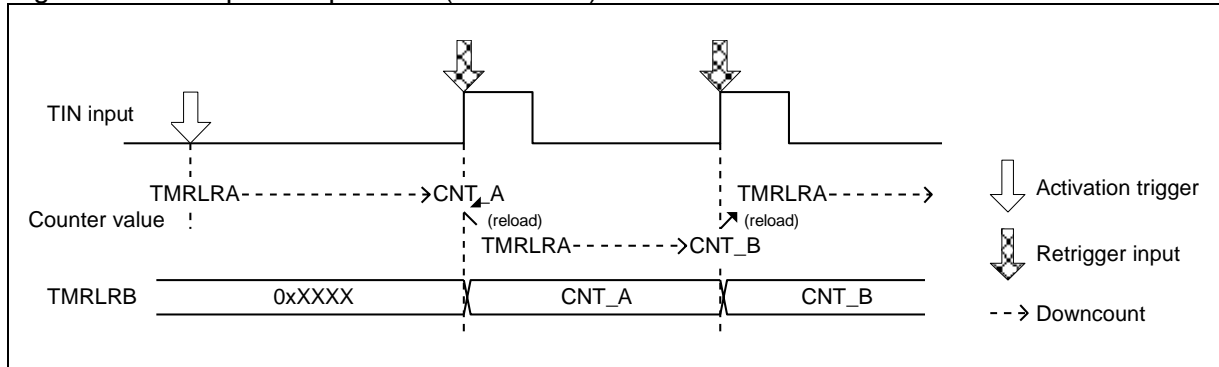 TIN input
TMRLRA CNT_A TMRLRA
Activation trigger
Counter value (reload) (reload)
TMRLRA CNT_B
Retrigger input
TMRLRB 0xXXXX CNT_A CNT_B
Downcount